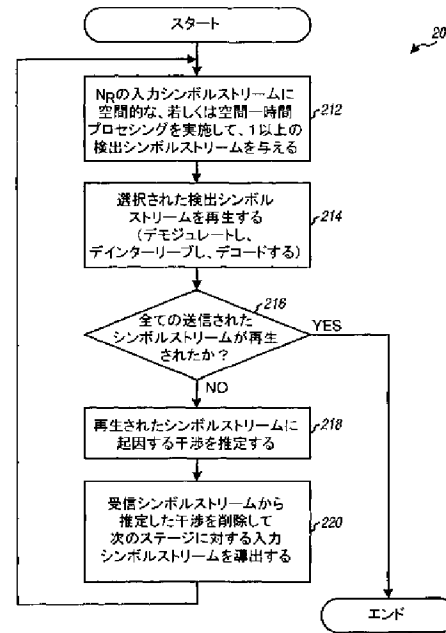 スタート
20
NRの入力シンボルストリームに
空間的な、若しくは空間一時間
プロセシングを実施して、1以上の
検出シンボルストリームを与える
212
選択された検出シンボル
ストリームを再生する
(デモジュレートし、
デインターリーブし、デコードする)
214
216
全ての送信された
シンボルストリームが再生
されたか?
YES
NO
再生されたシンボルストリームに
起因する干渉を推定する
218
受信シンボルストリームから
推定した干渉を削除して
次のステージに対する入力
シンボルストリームを導出する
220
エンド